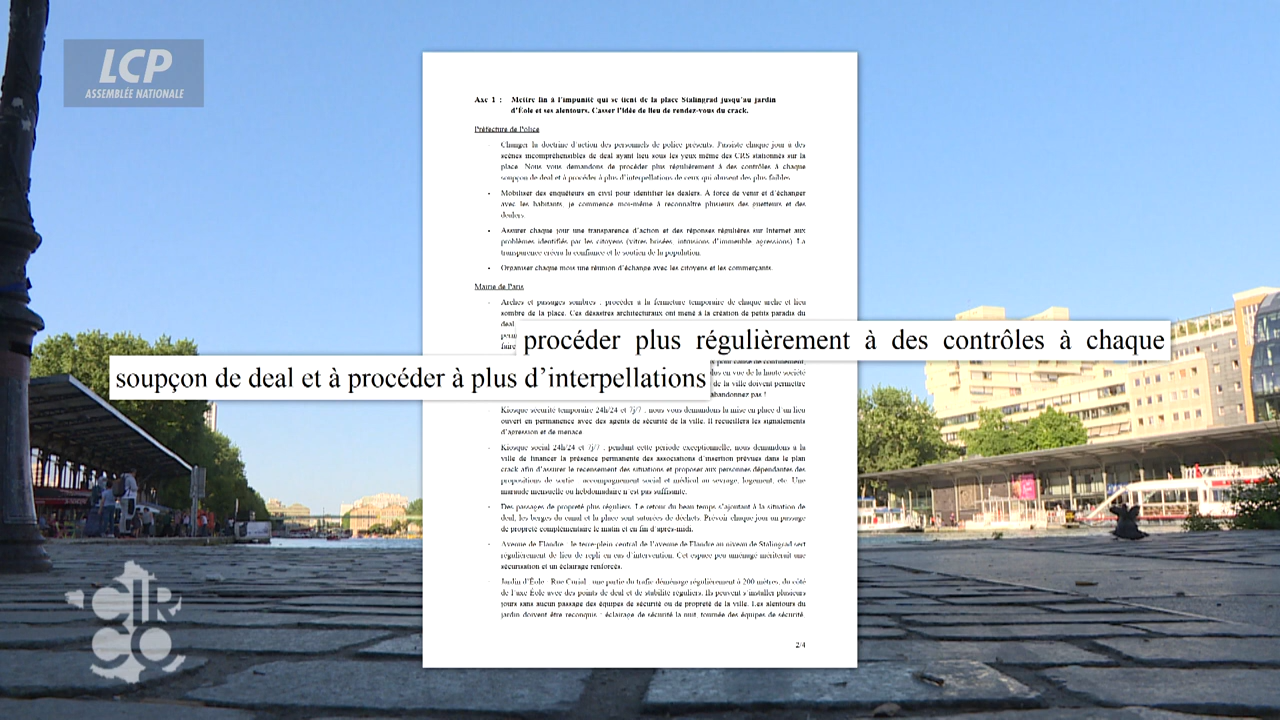 LCP
ASSEMBLÉE NATIONALE
Axe 1 : Mettre fin à l'impunité qui se tient de la place Stalingrad jusqu'au jardin
d'Éole et ses alentours. Casser l'idée de lieu de rendez-vous du crack.
Préfecture de Police
- Changer la doctrine d'action des personnels de police présents. J'assiste chaque jour à des
scènes incompréhensibles de deal ayant lieu sous les yeux même des CRS stationnés sur la
place. Nous vous demandons de procéder plus régulièrement à des contrôles à chaque
soupçon de deal et à procéder à plus d'interpellations de ceux qui abusent des plus faibles.
- Mobiliser des enquêteurs en civil pour identifier les dealers. À force de venir et d'échanger
avec les habitants, je commence moi-même à reconnaître plusieurs des guetteurs et des
dealers.
- Assurer chaque jour une transparence d'action et des réponses régulières sur Internet aux
problèmes identifiés par les citoyens (vitres brisées, intrusions d'immeuble, agressions). La
transparence créera la confiance et le soutien de la population.
- Organiser chaque mois une réunion d'échange avec les citoyens et les commerçants.
Mairie de Paris
- Arches et passages sombres : procéder à la fermeture temporaire de chaque arche et lieu
sombre de la place. Ces désastres architecturaux ont mené à la création de petits paradis du
deal
procéder plus régulièrement à des contrôles à chaque
soupçon de deal et à procéder à plus d'interpellations
pour cause de confinement,
plus en vue de la haute société
de la ville doivent permettre
abandonnez pas !
- Kiosque sécurité temporaire 24h/24 et 7j/7 : nous vous demandons la mise en place d'un lieu
ouvert en permanence avec des agents de sécurité de la ville. Il recueillera les signalements
d'agression et de menace.
- Kiosque social 24h/24 et 7j/7 : pendant cette période exceptionnelle, nous demandons à la
ville de financer la présence permanente des associations d'insertion prévues dans le plan
crack afin d'assurer le recensement des situations et proposer aux personnes dépendantes des
propositions de sortie : accompagnement social et médical au sevrage, logement, etc. Une
maraude mensuelle ou hebdomadaire n'est pas suffisante.
- Des passages de propreté plus réguliers. Le retour du beau temps s'ajoutant à la situation de
deal, les berges du canal et la place sont saturées de déchets. Prévoir chaque jour un passage
de propreté complémentaire le matin et en fin d'après-midi.
- Avenue de Flandre : le terre-plein central de l'avenue de Flandre au niveau de Stalingrad sert
régulièrement de lieu de repli en cas d'intervention. Cet espace peu aménagé mériterait une
sécurisation et un éclairage renforcés.
- Jardin d'Éole - Rue Curial : une partie du trafic déménage régulièrement à 200 mètres, du côté
de l'axe Éole avec des points de deal et de stabilité réguliers. Ils peuvent s'installer plusieurs
jours sans aucun passage des équipes de sécurité ou de propreté de la ville. Les alentours du
jardin doivent être reconquis : éclairage de sécurité la nuit, tournée des équipes de sécurité.
2/4